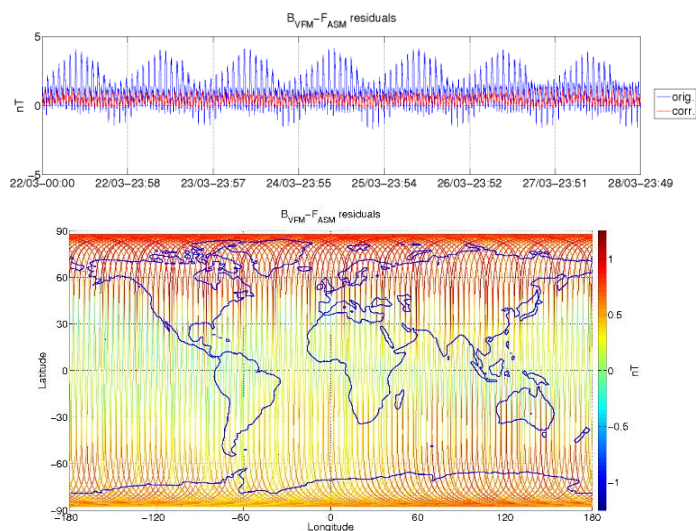 B_VFM–F_ASM residuals
5
nT
0
−5
22/03−00:00 22/03−23:58 23/03−23:57 24/03−23:55 25/03−23:54 26/03−23:52 27/03−23:51 28/03−23:49
orig.
corr.
B_VFM–F_ASM residuals
90
60
30
0
−30
−60
−90
Latitude
−180 −120 −60 0 60 120 180
Longitude
1
0.5
0
−0.5
−1
nT